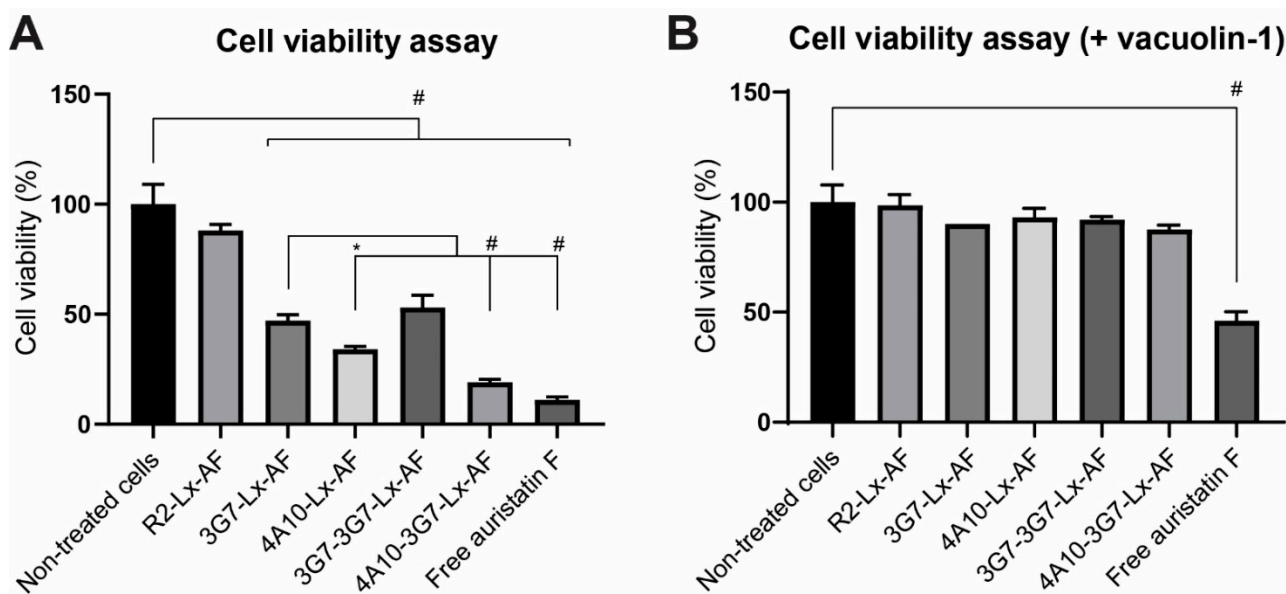 A
Cell viability assay
Cell viability (%)
150
100
50
0
#
*
#
#
Non-treated cells
R2-Lx-AF
3G7-Lx-AF
4A10-Lx-AF
3G7-3G7-Lx-AF
4A10-3G7-Lx-AF
Free auristatin F
B
Cell viability assay (+ vacuolin-1)
Cell viability (%)
150
100
50
0
#
Non-treated cells
R2-Lx-AF
3G7-Lx-AF
4A10-Lx-AF
3G7-3G7-Lx-AF
4A10-3G7-Lx-AF
Free auristatin F